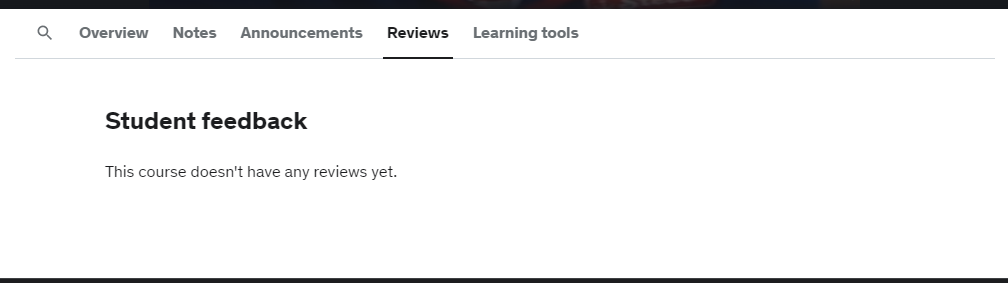 Overview Notes Announcements Reviews Learning tools
Student feedback
This course doesn't have any reviews yet.